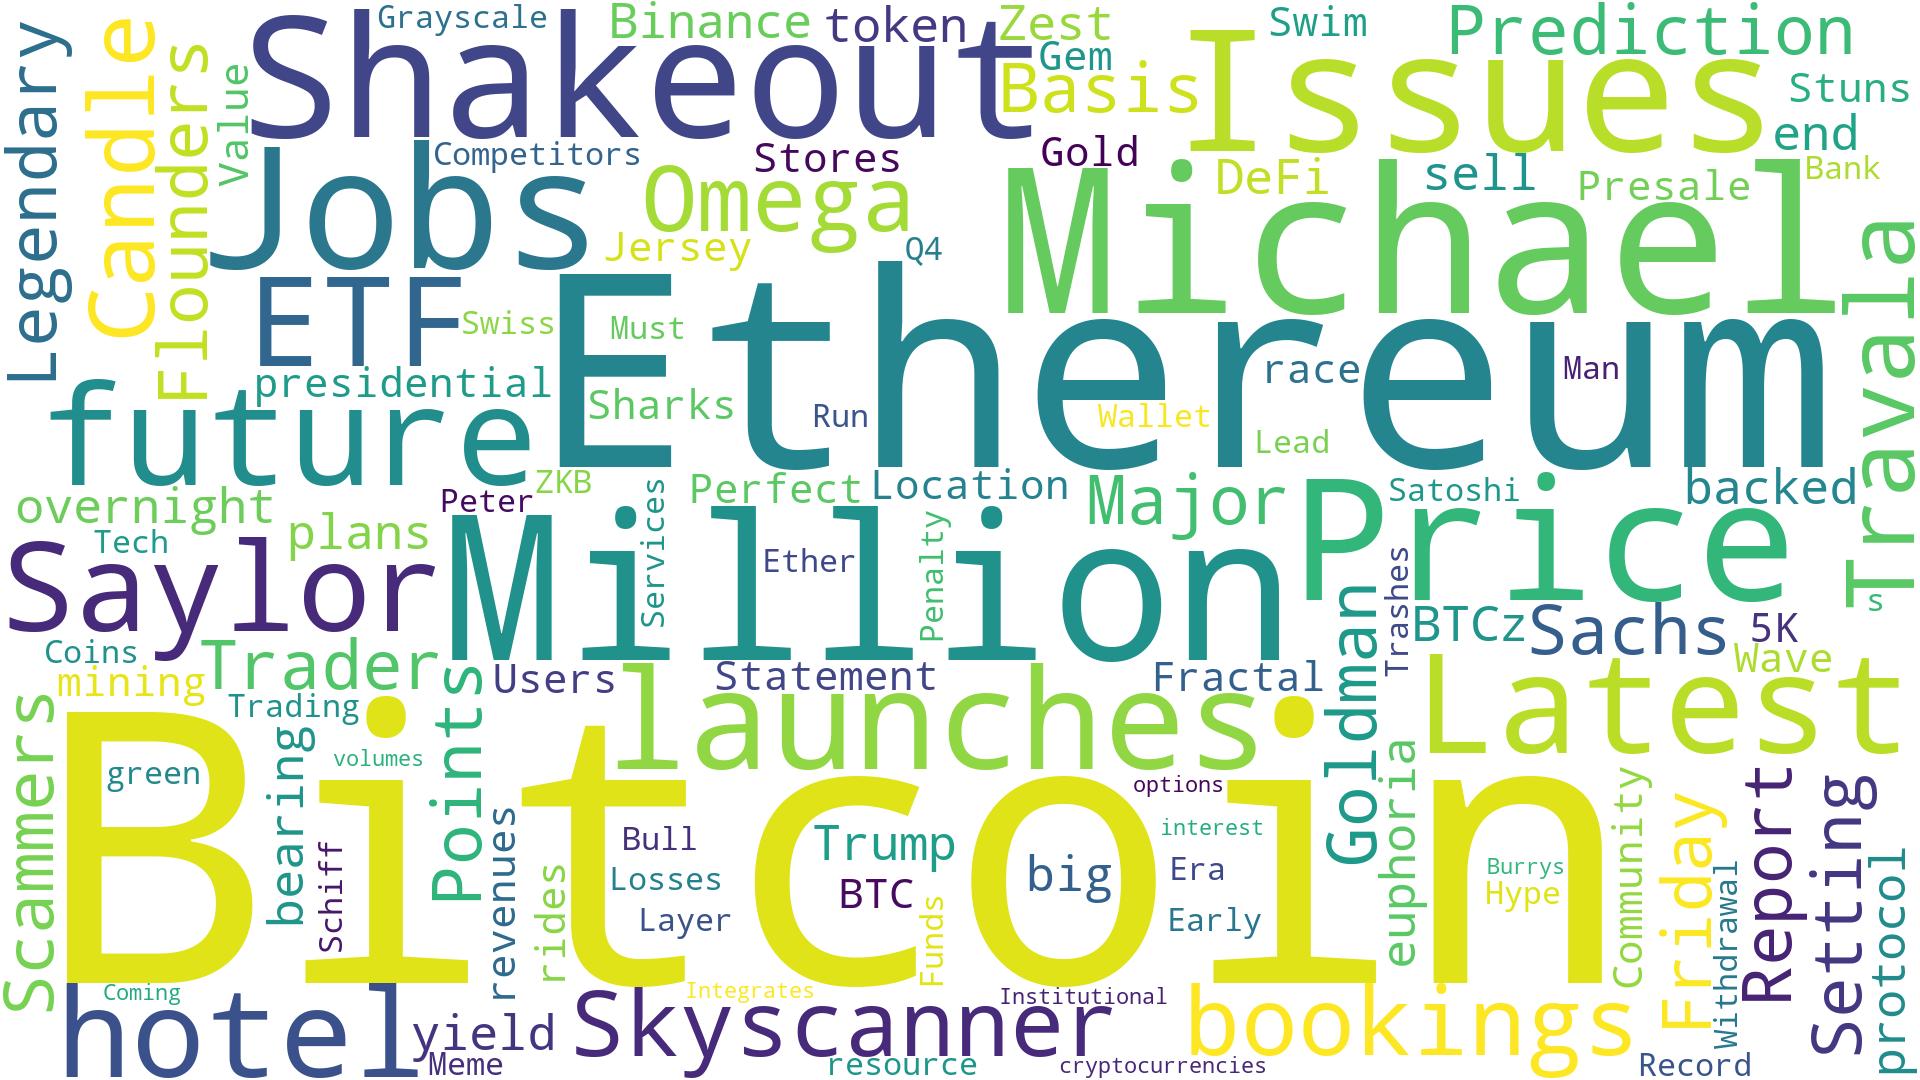 Legendary
Candle
Flounders
Value
Shakeout
Grayscale
Binance
token
Zest
Gem
Basis
Issues
Swim
Prediction
Stuns
end
Jobs
Competitors
Stores
Omega
Jersey
Q4
Gold
Michael
DeFi
sell
Presale
Bank
Travala
ETF
Swiss
Must
Ethereum
race
Man
presidential
future
Sharks
Run
Wallet
Lead
overnight
Tech
plans
Peter
ZKB
Perfect
Location
Major
Price
Satoshi
backed
Saylor
Million
Services
Ether
Penalty
Goldman
Trashes
BTCz
Sachs
5K
s
Wave
Coins
mining
Trader
Points
Users
Statement
Fractal
launches
Latest
Scammers
Trading
bearing
volumes
Bitcoin
green
Schiff
revenues
rides
Bull
Losses
Layer
Trump
BTC
Funds
big
options
interest
Era
Early
euphoria
Burrys
Hype
Community
Friday
Withdrawal
Report
Setting
protocol
Coming
hotel
yield
Meme
Skyscanner
Integrates
Institutional
resource
cryptocurrencies
bookings
Record